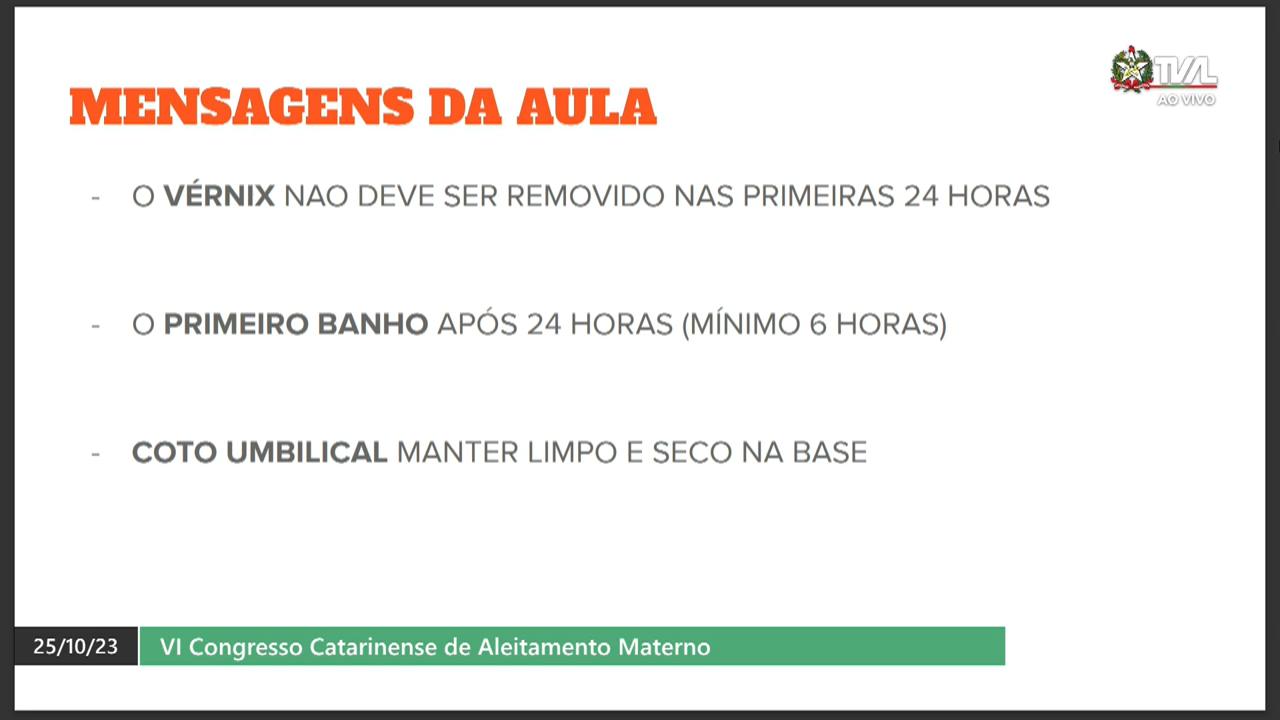 TVAL
AO VIVO
MENSAGENS DA AULA
- O VÉRNIX NAO DEVE SER REMOVIDO NAS PRIMEIRAS 24 HORAS
- O PRIMEIRO BANHO APÓS 24 HORAS (MÍNIMO 6 HORAS)
- COTO UMBILICAL MANTER LIMPO E SECO NA BASE
25/10/23 VI Congresso Catarinense de Aleitamento Materno